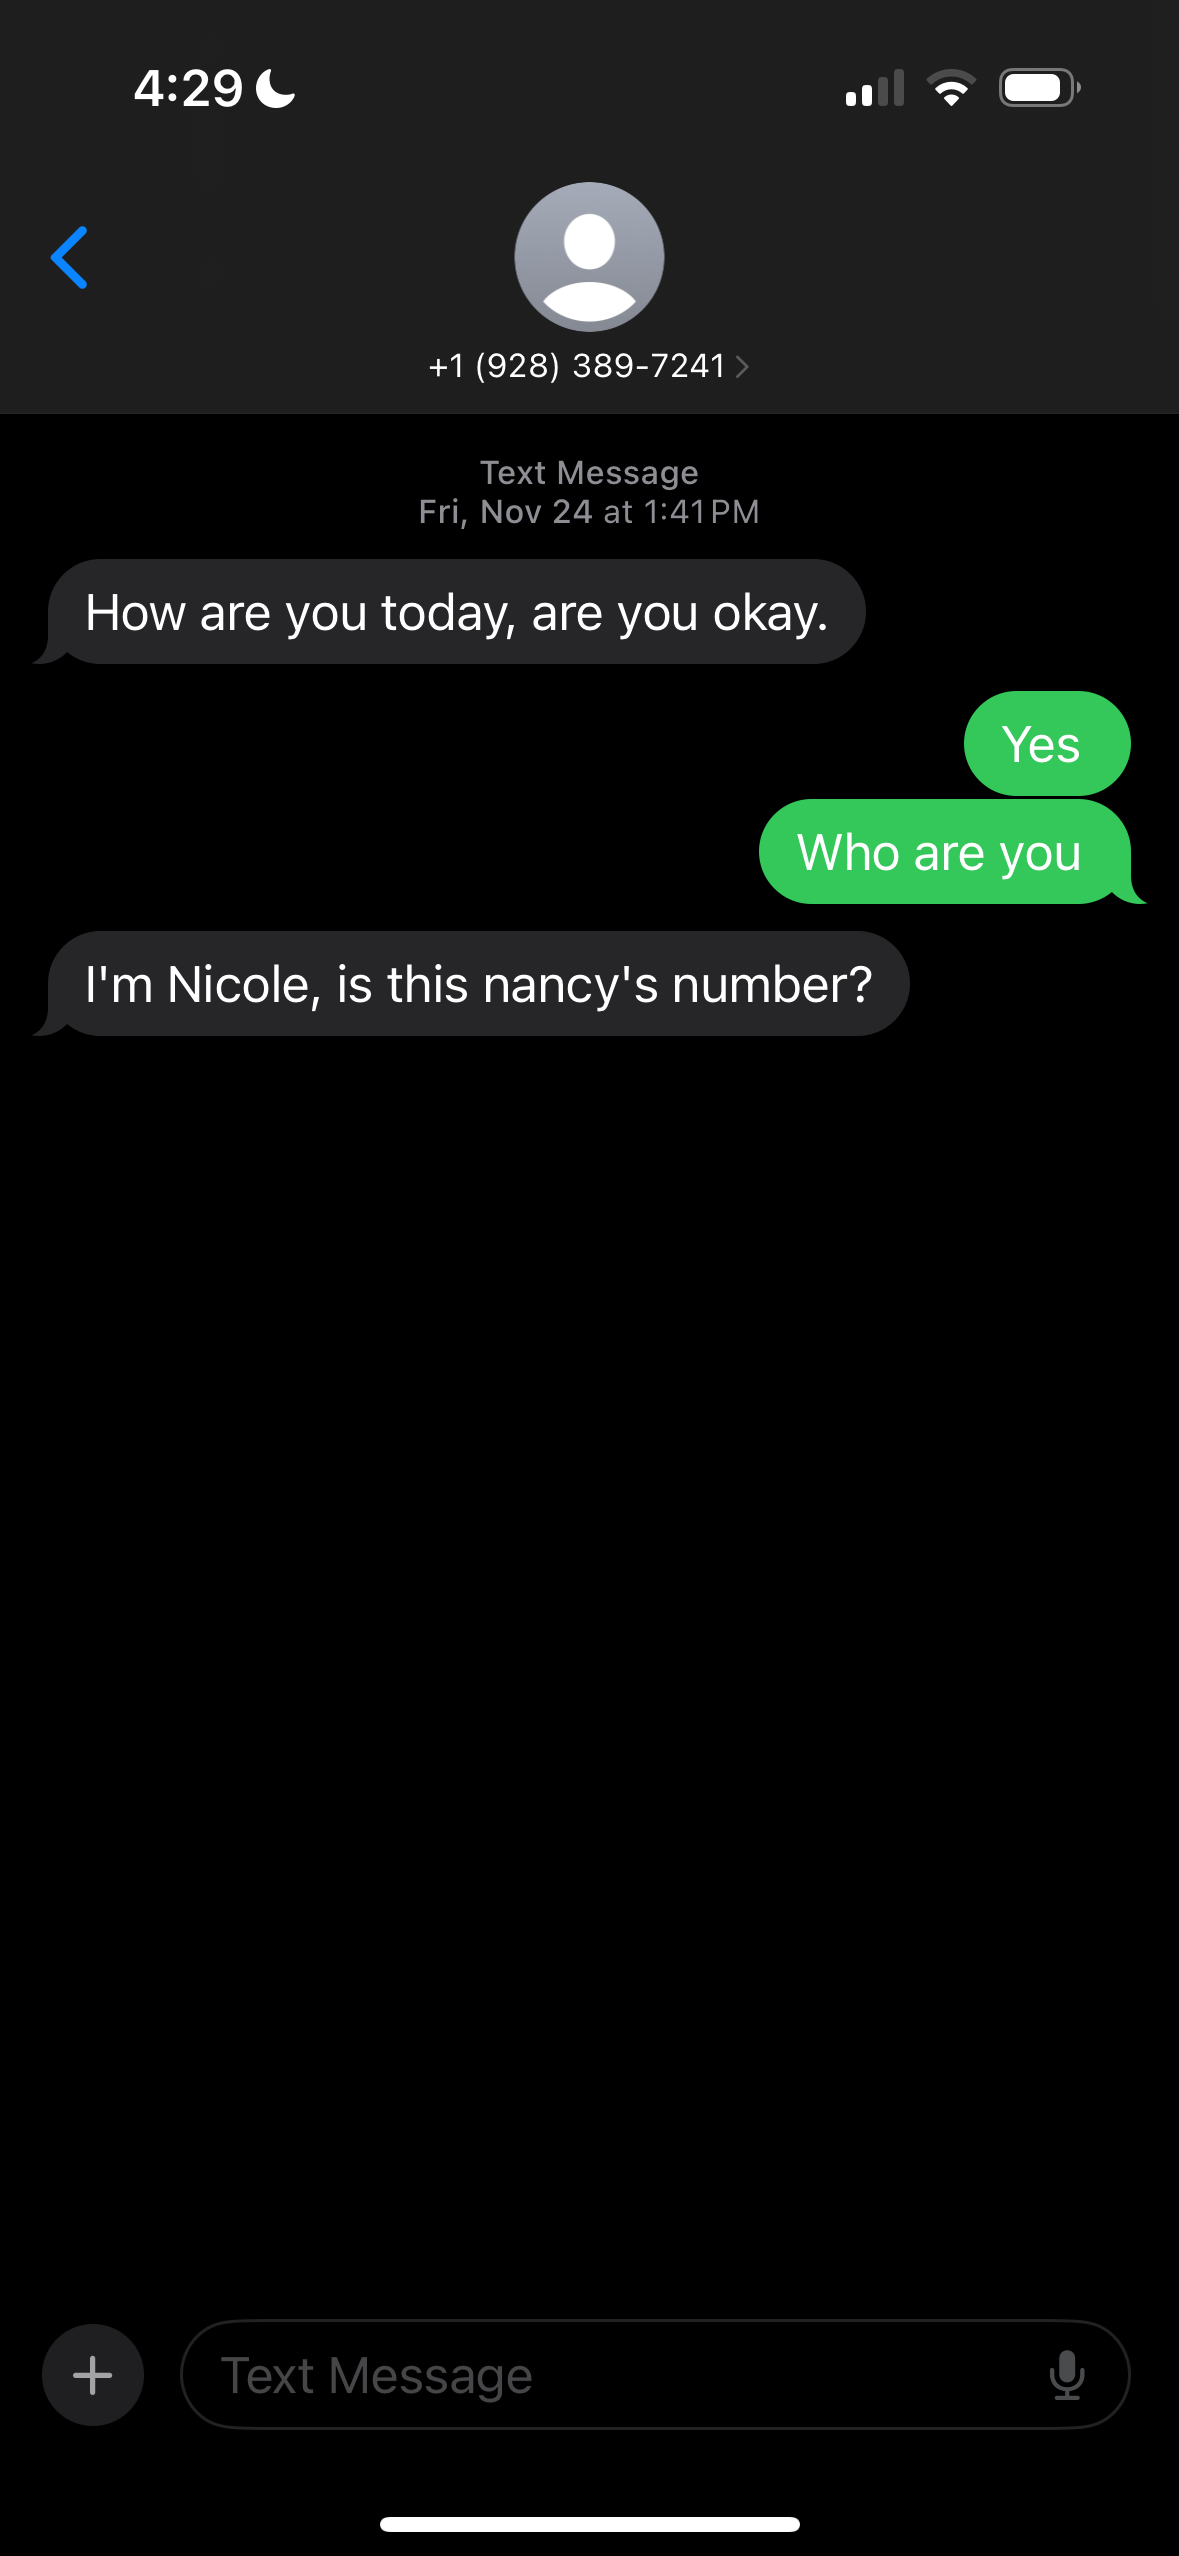 4:29
+1 (928) 389-7241
Text Message
Fri, Nov 24 at 1:41 PM
How are you today, are you okay.
Yes
Who are you
I'm Nicole, is this nancy's number?
Text Message